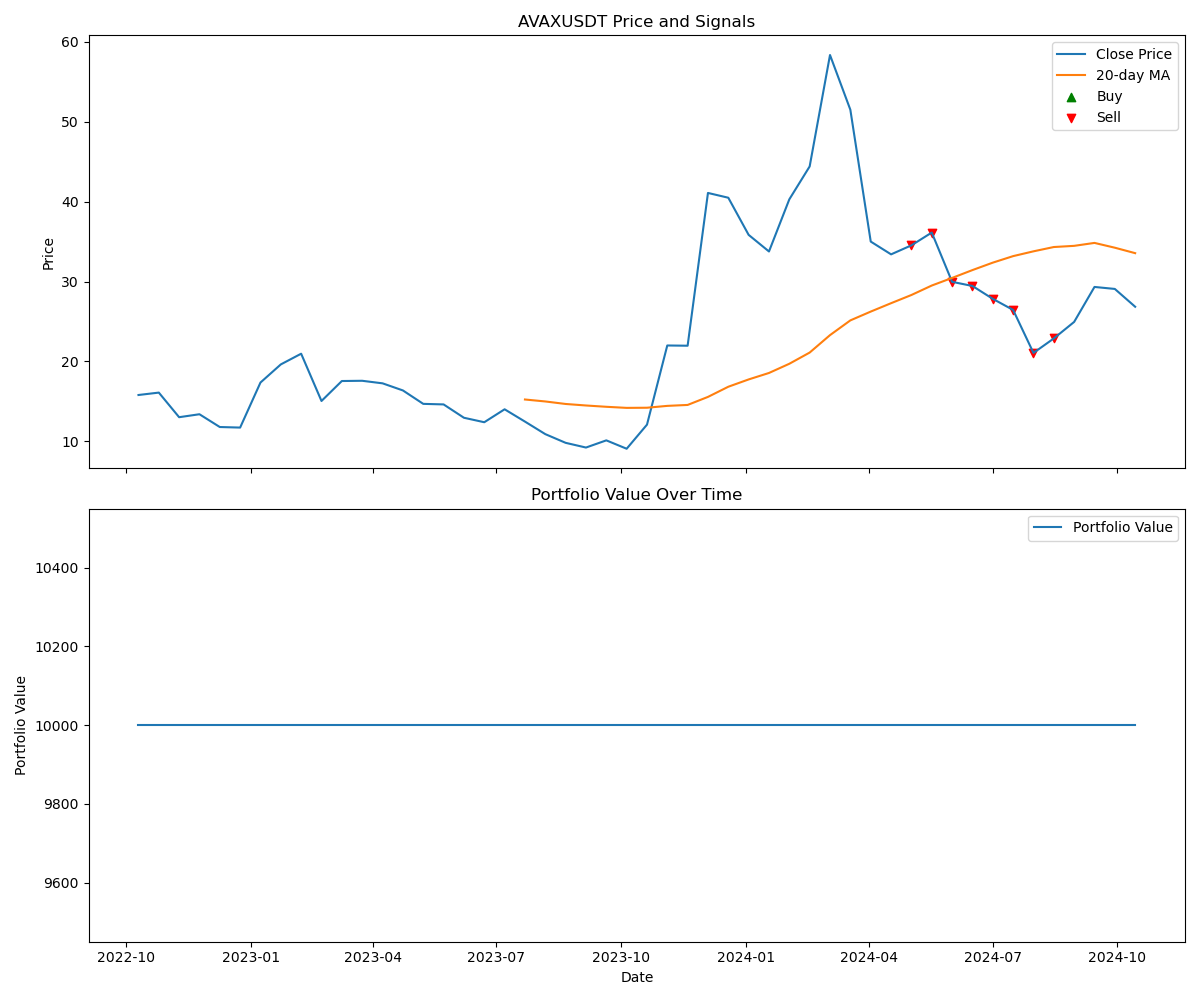 AVAXUSDT Price and Signals
60
50
40
30
20
10
Price
Close Price
20-day MA
Buy
Sell
Portfolio Value Over Time
10400
10200
10000
9800
9600
Portfolio Value
Portfolio Value
2022-10 2023-01 2023-04 2023-07 2023-10 2024-01 2024-04 2024-07 2024-10
Date